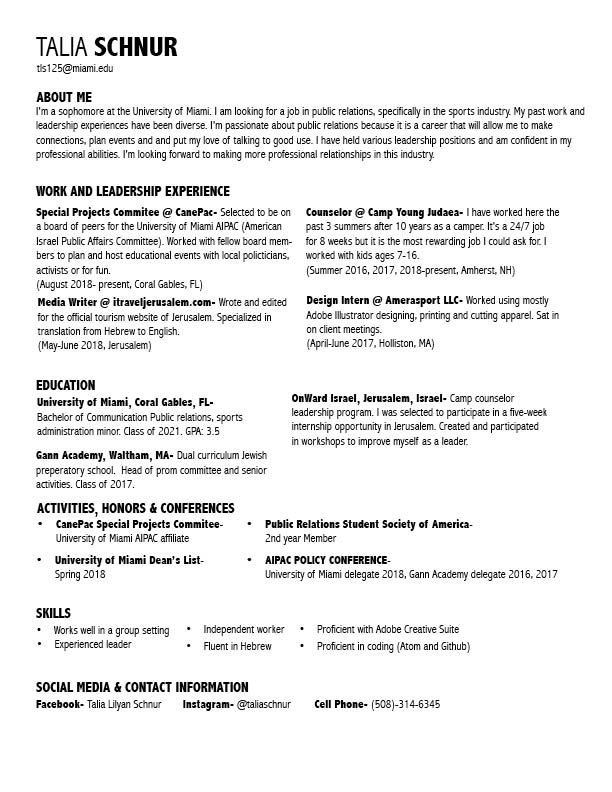 TALIA SCHNUR
tls125@miami.edu
ABOUT ME
I'm a sophomore at the University of Miami. I am looking for a job in public relations, specifically in the sports industry. My past work and
leadership experiences have been diverse. I'm passionate about public relations because it is a career that will allow me to make
connections, plan events and and put my love of talking to good use. I have held various leadership positions and am confident in my
professional abilities. I'm looking forward to making more professional relationships in this industry.
WORK AND LEADERSHIP EXPERIENCE
Special Projects Commitee @ CanePac- Selected to be on
a board of peers for the University of Miami AIPAC (American
Israel Public Affairs Committee). Worked with fellow board mem-
bers to plan and host educational events with local policticians,
activists or for fun.
(August 2018- present, Coral Gables, FL)
Media Writer @ itraveljerusalem.com- Wrote and edited
for the official tourism website of Jerusalem. Specialized in
translation from Hebrew to English.
(May-June 2018, Jerusalem)
Counselor @ Camp Young Judaea- I have worked here the
past 3 summers after 10 years as a camper. It's a 24/7 job
for 8 weeks but it is the most rewarding job I could ask for. I
worked with kids ages 7-16.
(Summer 2016, 2017, 2018-present, Amherst, NH)
Design Intern @ Amerasport LLC- Worked using mostly
Adobe Illustrator designing, printing and cutting apparel. Sat in
on client meetings.
(April-June 2017, Holliston, MA)
EDUCATION
University of Miami, Coral Gables, FL-
Bachelor of Communication Public relations, sports
administration minor. Class of 2021. GPA: 3.5
Gann Academy, Waltham, MA- Dual curriculum Jewish
preperatory school. Head of prom committee and senior
activities. Class of 2017.
OnWard Israel, Jerusalem, Israel- Camp counselor
leadership program. I was selected to participate in a five-week
internship opportunity in Jerusalem. Created and participated
in workshops to improve myself as a leader.
ACTIVITIES, HONORS & CONFERENCES
• CanePac Special Projects Commitee-
University of Miami AIPAC affiliate
• University of Miami Dean's List-
Spring 2018
• Public Relations Student Society of America-
2nd year Member
• AIPAC POLICY CONFERENCE-
University of Miami delegate 2018, Gann Academy delegate 2016, 2017
SKILLS
• Works well in a group setting
• Experienced leader
• Independent worker
• Fluent in Hebrew
• Proficient with Adobe Creative Suite
• Proficient in coding (Atom and Github)
SOCIAL MEDIA & CONTACT INFORMATION
Facebook- Talia Lilyan Schnur Instagram- @taliaschnur Cell Phone- (508)-314-6345